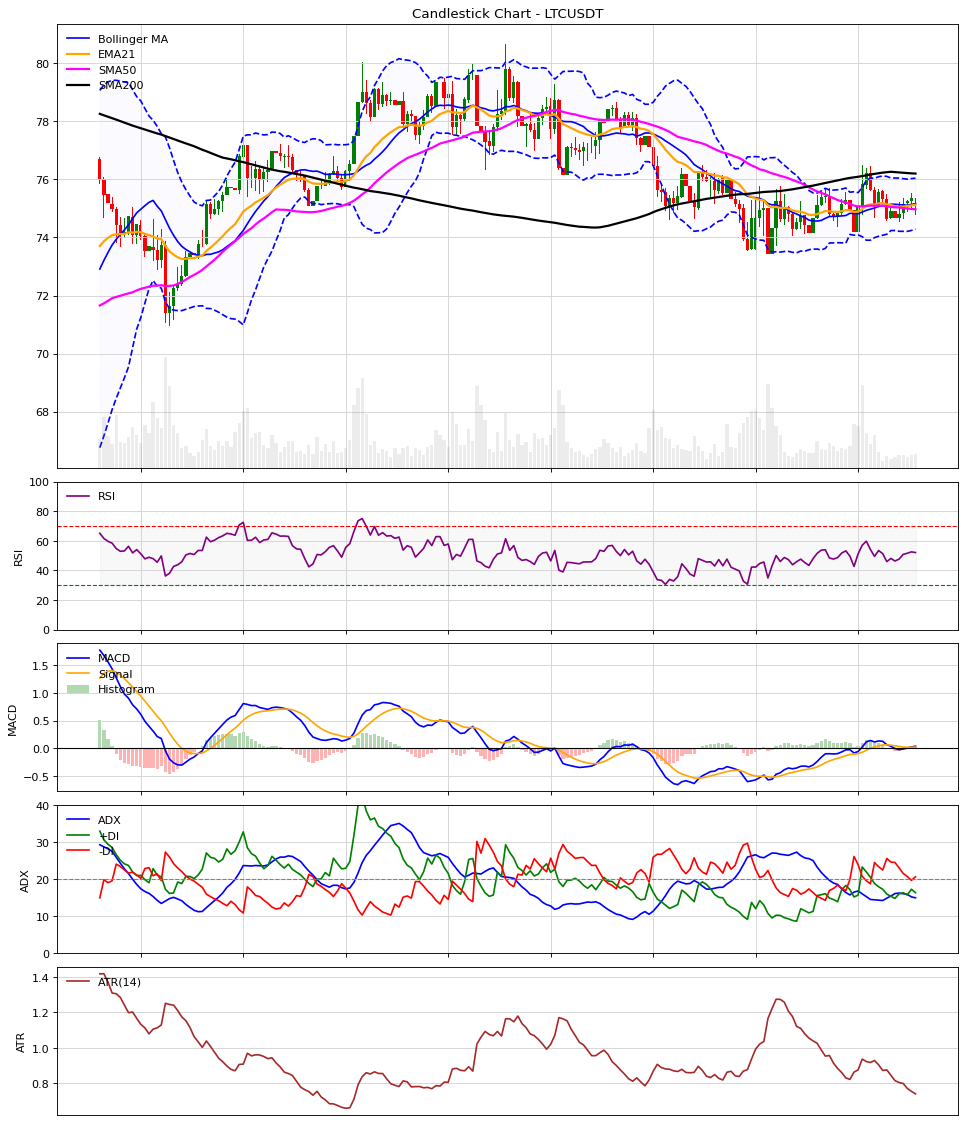 Candlestick Chart - LTCUSDT
Bollinger MA
EMA21
SMA50
SMA200
80
78
76
74
72
70
68
RSI
RSI
100
80
60
40
20
0
MACD
Signal
Histogram
MACD
1.5
1.0
0.5
0.0
−0.5
ADX
+DI
-DI
ADX
40
30
20
10
0
ATR(14)
ATR
1.4
1.2
1.0
0.8